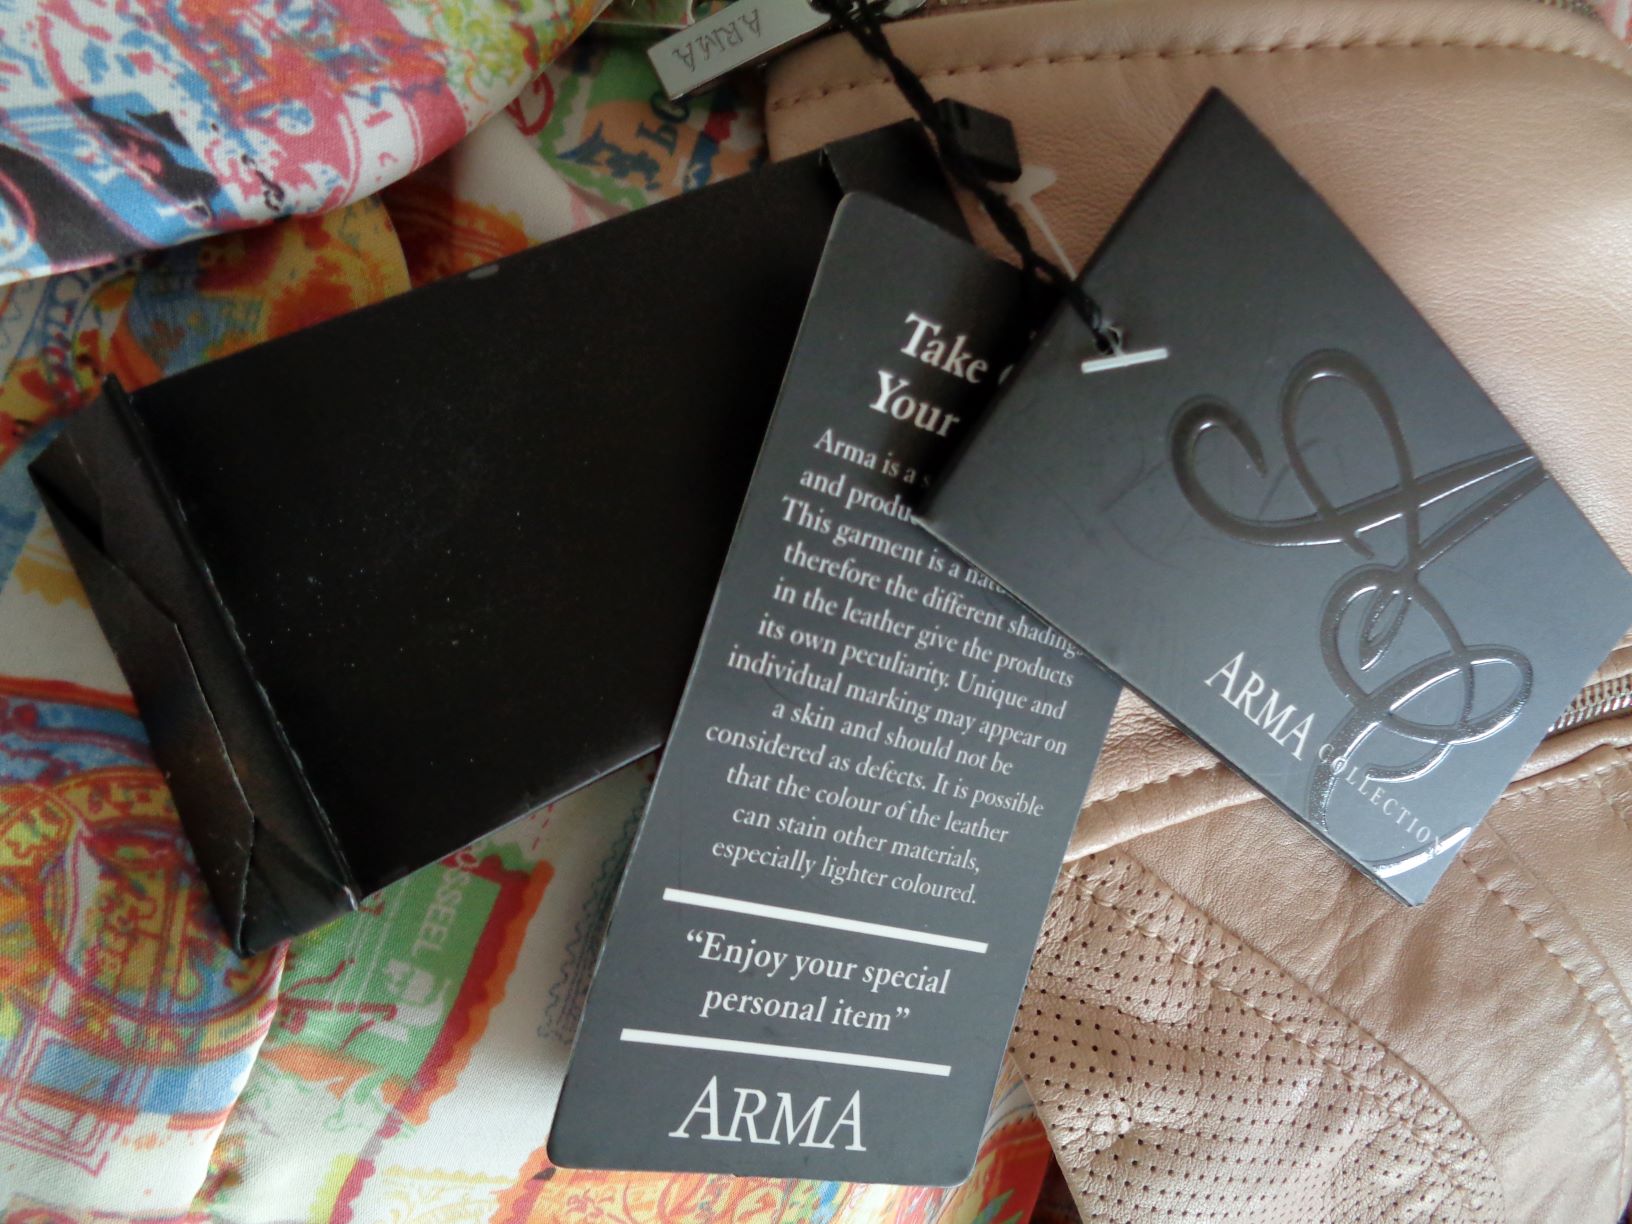 ARMA
Take
Your
Arma is a
and
This garment is a
therefore the different
in the leather give the products
its own peculiarity. Unique and
individual marking may appear on
a skin and should not be
considered as defects. It is possible
that the colour of the leather
can stain other materials,
especially lighter coloured.
“Enjoy your special
personal item”
ARMA
ARMA COLLECTION